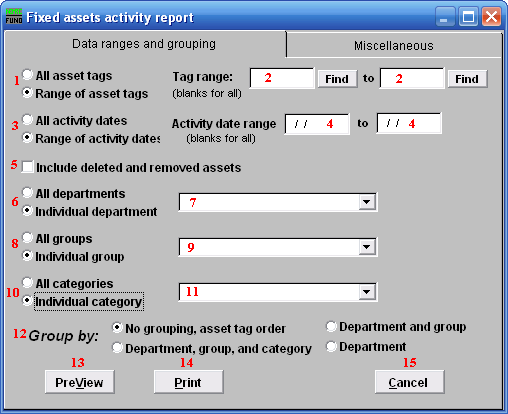 FUND
Fixed assets activity report
Data ranges and grouping
Miscellaneous
1
All asset tags
Range of asset tags
Tag range:
(blanks for all)
2
Find
to
2
Find
3
All activity dates
Range of activity dates
Activity date range
(blanks for all)
/ / 4
to
/ / 4
5
Include deleted and removed assets
6
All departments
Individual department
7
8
All groups
Individual group
9
10
All categories
Individual category
11
12
Group by:
No grouping, asset tag order
Department and group
Department, group, and category
Department
13
14
15
PreView
Print
Cancel